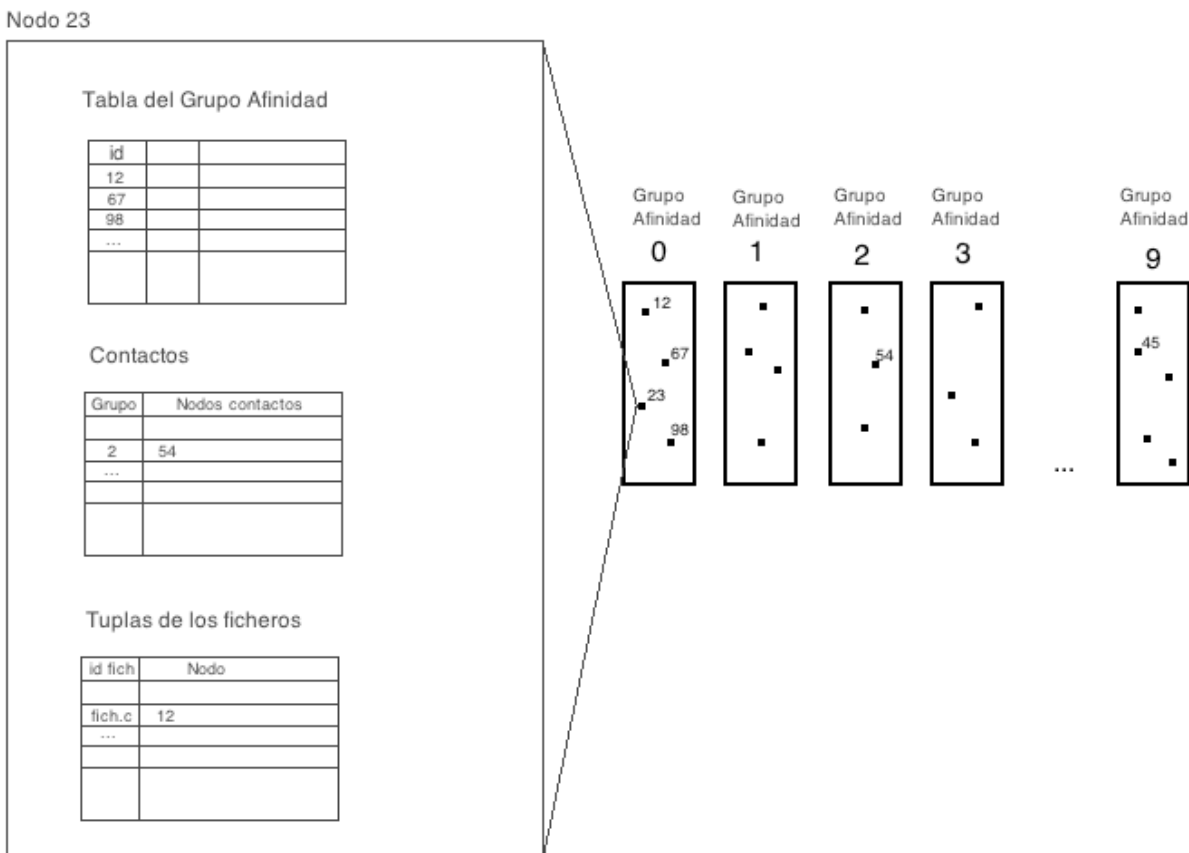 Nodo 23
Tabla del Grupo Afinidad
id
12
67
98
...
Contactos
Grupo Nodos contactos
2 54
...
Tuplas de los ficheros
id fich Nodo
fich.c 12
...
Grupo
Afinidad
0
12
67
23
98
Grupo
Afinidad
1
Grupo
Afinidad
2
54
Grupo
Afinidad
3
...
Grupo
Afinidad
9
45